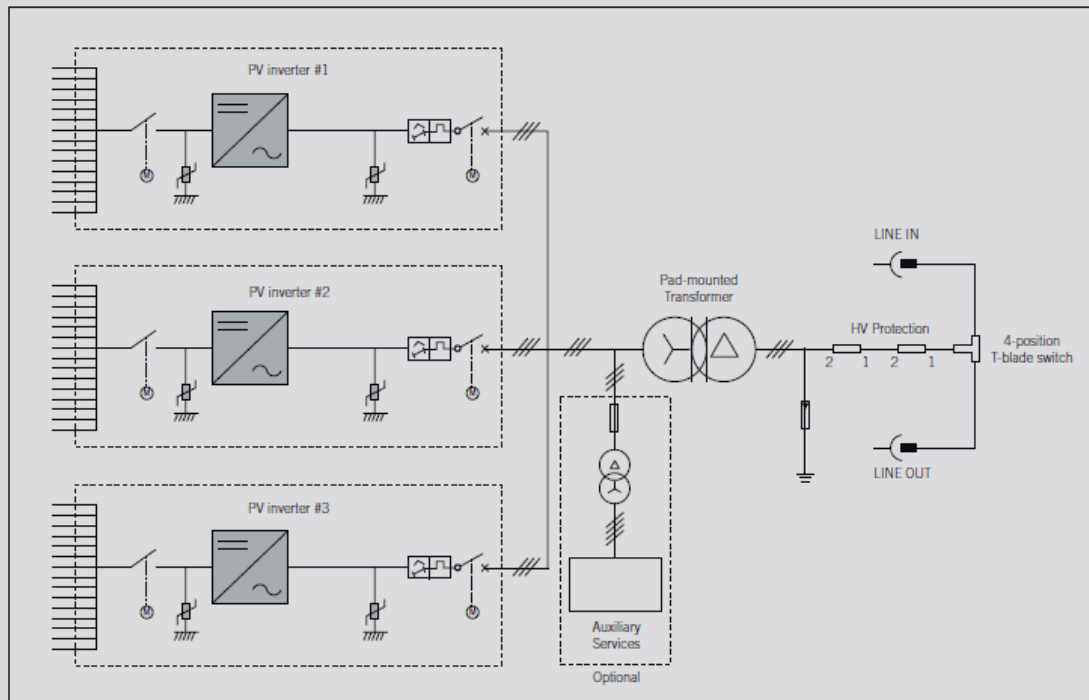 PV inverter #1
M
M
PV inverter #2
M
M
PV inverter #3
M
M
Pad-mounted
Transformer
LINE IN
HV Protection
2 1 2 1
4-position
T-blade switch
LINE OUT
Auxiliary
Services
Optional